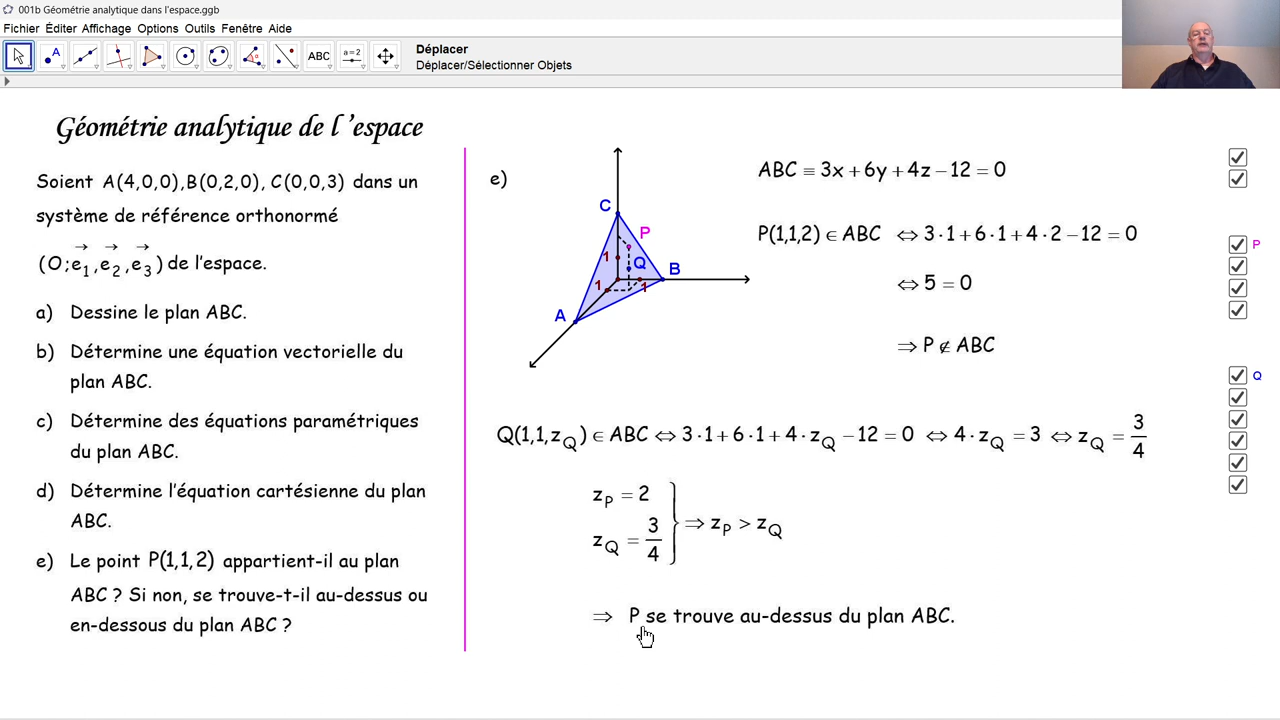 001b Géométrie analytique dans l'espace.ggb
Fichier Éditer Affichage Options Outils Fenêtre Aide
A
ABC
a=2
Déplacer
Déplacer/Sélectionner Objets
Géométrie analytique de l 'espace
Soient A(4,0,0),B(0,2,0), C(0,0,3) dans un
système de référence orthonormé
(O;e⃗1,e⃗2,e⃗3) de l'espace.
a) Dessine le plan ABC.
b) Détermine une équation vectorielle du
plan ABC.
c) Détermine des équations paramétriques
du plan ABC.
d) Détermine l'équation cartésienne du plan
ABC.
e) Le point P(1,1,2) appartient-il au plan
ABC ? Si non, se trouve-t-il au-dessus ou
en-dessous du plan ABC ?
e)
C
P
1
Q
B
1
1
A
ABC ≡ 3x + 6y + 4z − 12 = 0
P(1,1,2) ∈ ABC ⇔ 3·1 + 6·1 + 4·2 − 12 = 0
⇔ 5 = 0
⇒ P ∉ ABC
Q(1,1,zQ) ∈ ABC ⇔ 3·1 + 6·1 + 4·zQ − 12 = 0 ⇔ 4·zQ = 3 ⇔ zQ = 3/4
zP = 2
zQ = 3/4
⇒ zP > zQ
⇒ P se trouve au-dessus du plan ABC.
P
Q